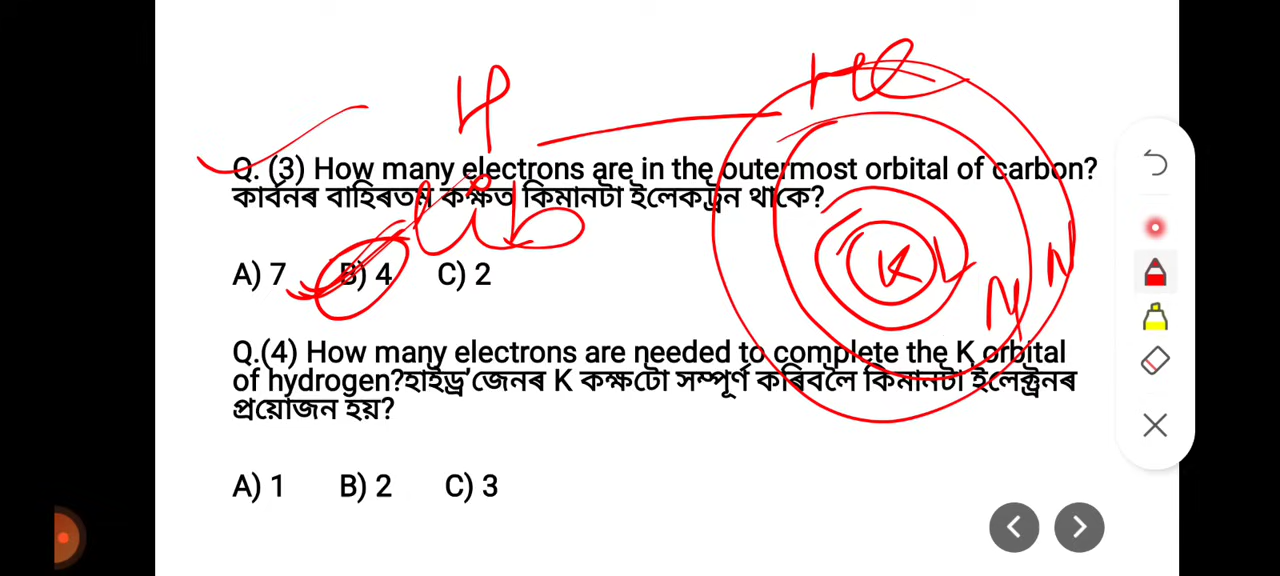 Q. (3) How many electrons are in the outermost orbital of carbon?
কাৰ্বনৰ বাহিৰতম কক্ষত কিমানটা ইলেকট্ৰন থাকে?
A) 7 B) 4 C) 2
Q.(4) How many electrons are needed to complete the K orbital
of hydrogen?হাইড্ৰ'জেনৰ K কক্ষটো সম্পূৰ্ণ কৰিবলৈ কিমানটা ইলেক্ট্ৰনৰ
প্ৰয়োজন হয়?
A) 1 B) 2 C) 3
K L
N